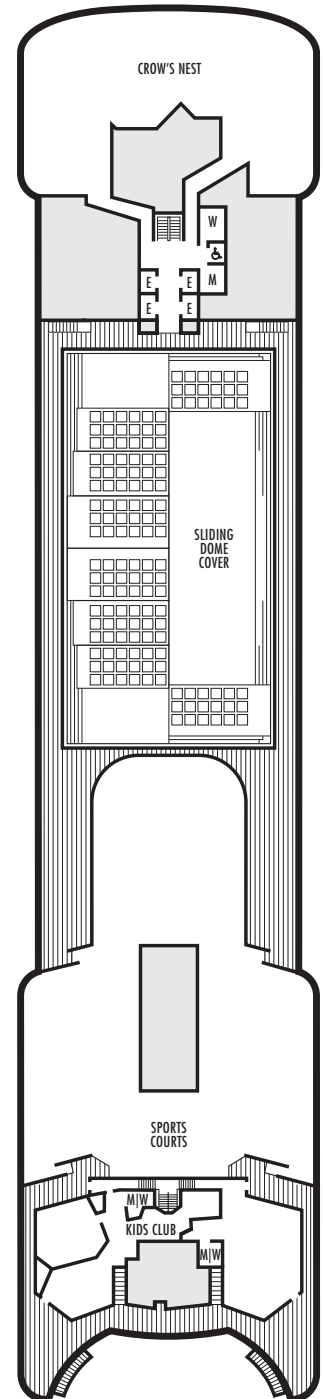 CROW'S NEST
W
M
E E
E E
SLIDING
DOME
COVER
SPORTS
COURTS
M|W
KIDS CLUB
M|W